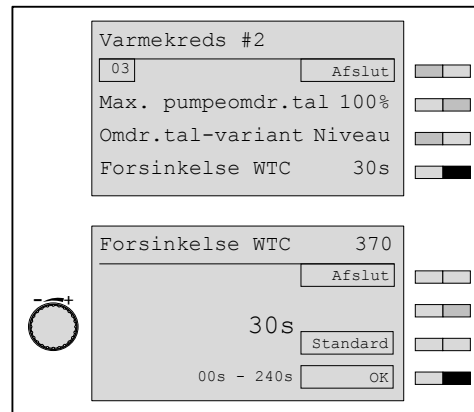 Varmekreds #2
03 Afslut
Max. pumpeomdr.tal 100%
Omdr.tal-variant Niveau
Forsinkelse WTC 30s
Forsinkelse WTC 370
Afslut
- +
30s
Standard
00s - 240s OK